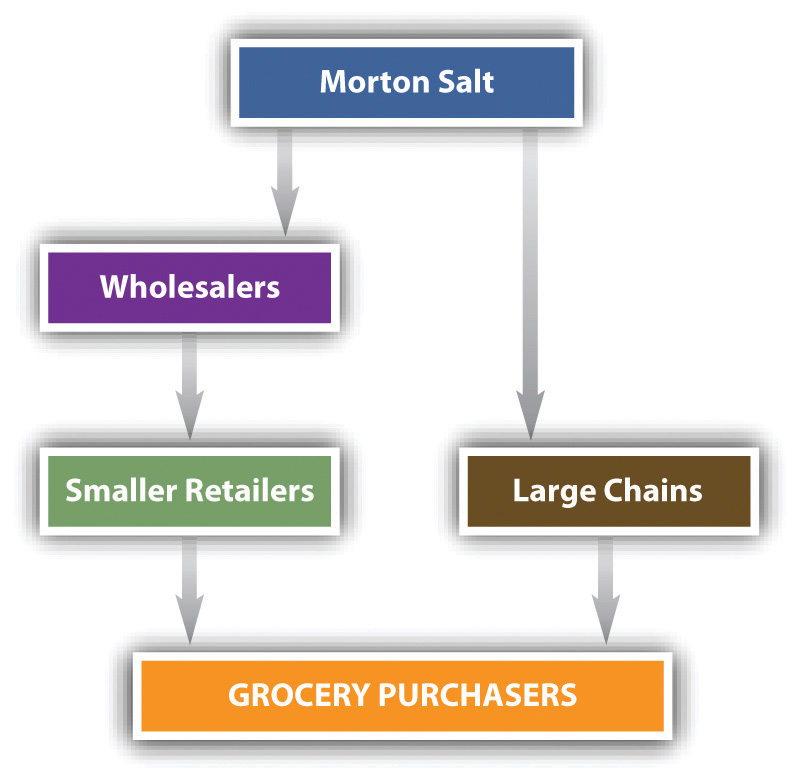 Morton Salt
Wholesalers
Smaller Retailers
Large Chains
GROCERY PURCHASERS